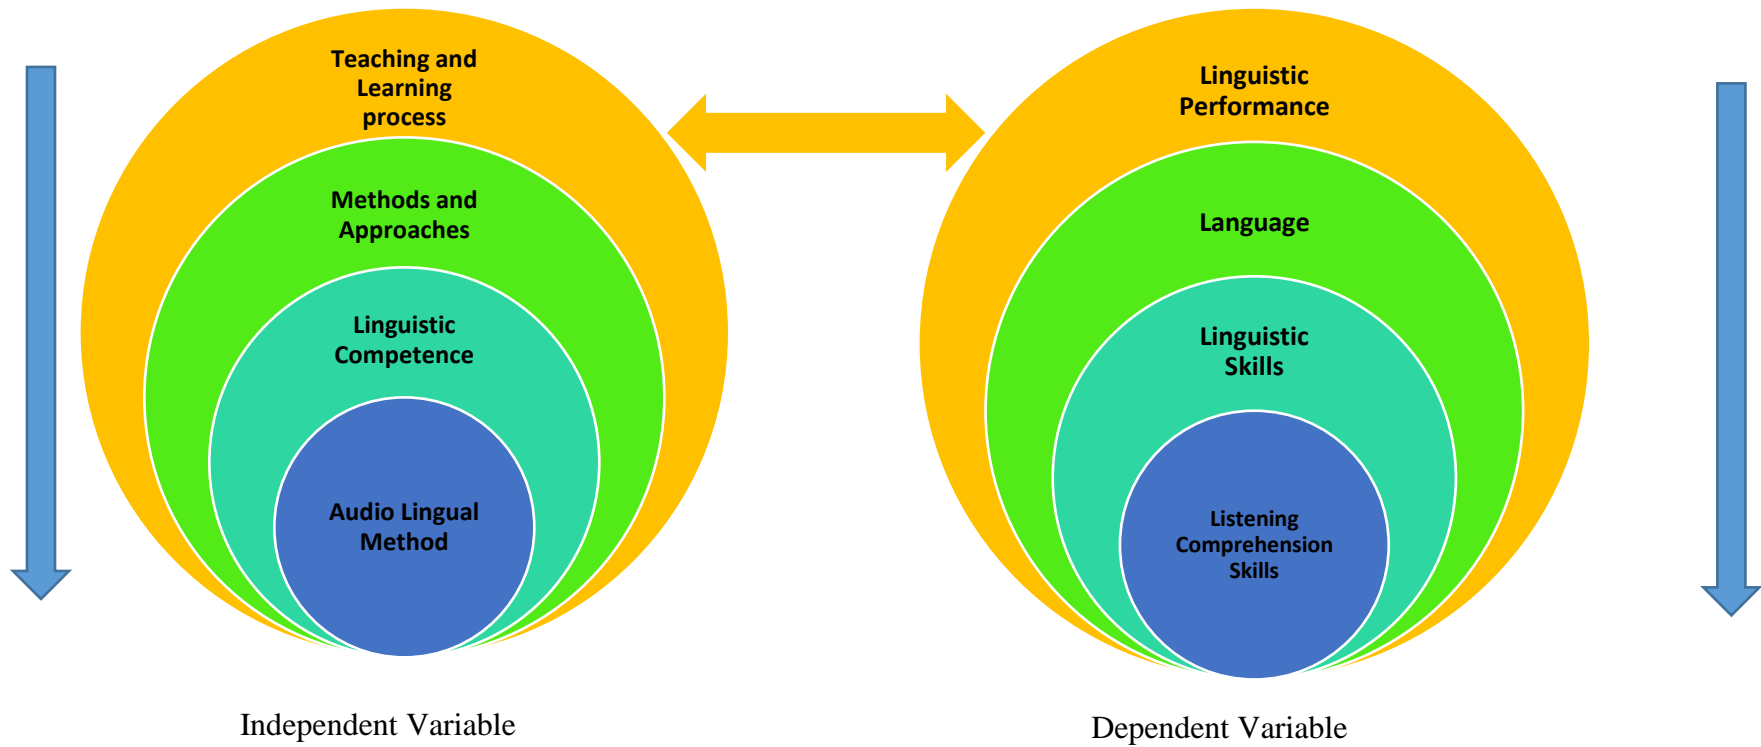 Teaching and
Learning
process
Methods and
Approaches
Linguistic
Competence
Audio Lingual
Method
Independent Variable
Linguistic
Performance
Language
Linguistic
Skills
Listening
Comprehension
Skills
Dependent Variable